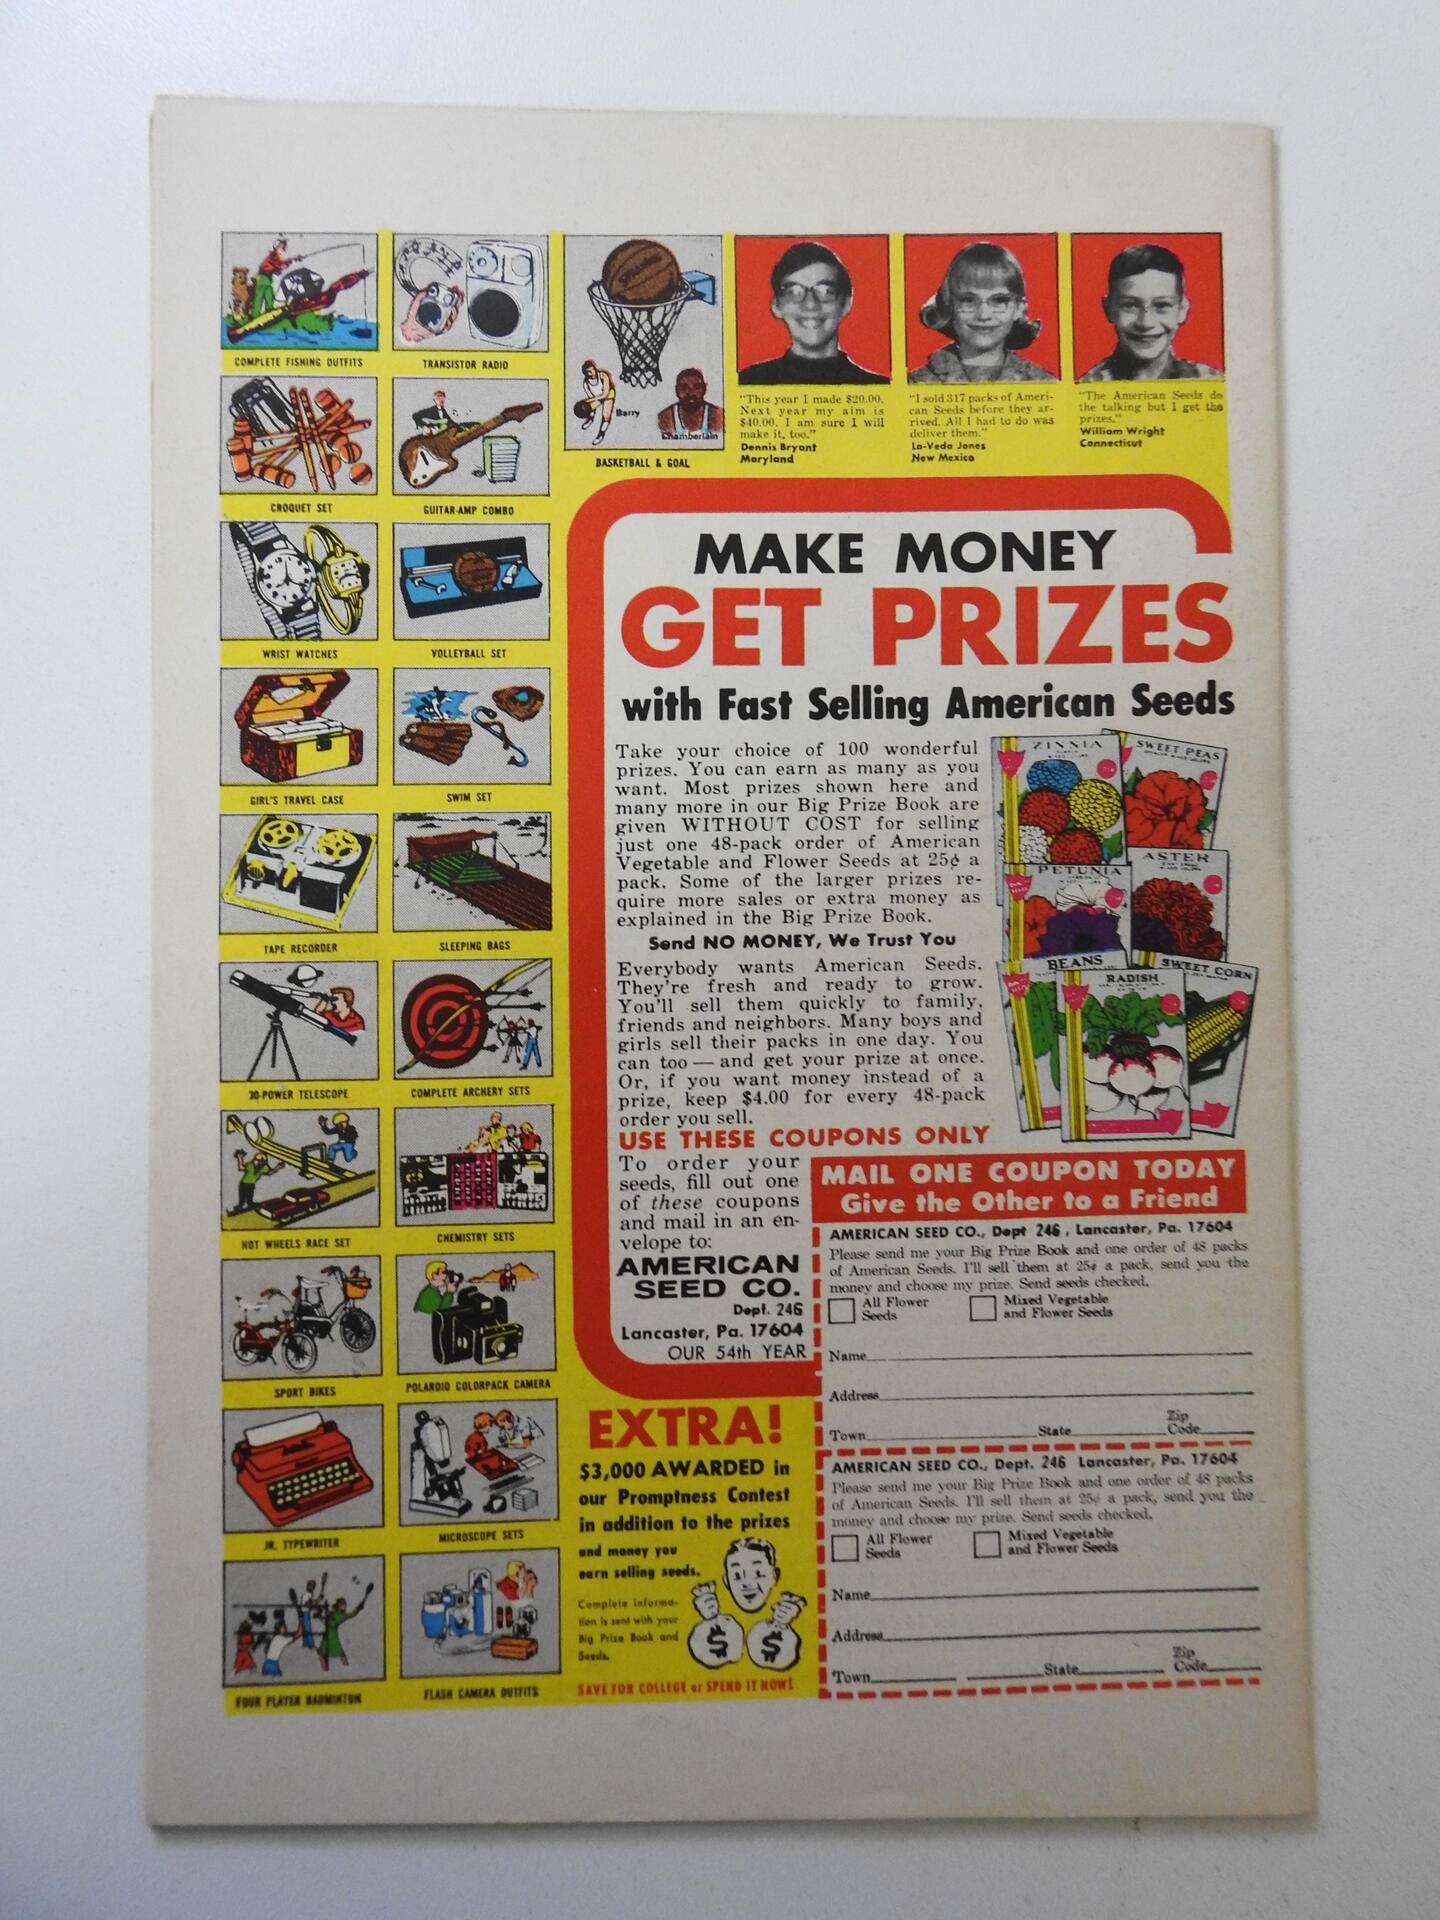 COMPLETE FISHING OUTFITS
TRANSISTOR RADIO
Barry
Chamberlain
BASKETBALL & GOAL
CROQUET SET
GUITAR-AMP COMBO
WRIST WATCHES
VOLLEYBALL SET
GIRL'S TRAVEL CASE
SWIM SET
TAPE RECORDER
SLEEPING BAGS
30-POWER TELESCOPE
COMPLETE ARCHERY SETS
HOT WHEELS RACE SET
CHEMISTRY SETS
SPORT BIKES
POLAROID COLORPACK CAMERA
JR. TYPEWRITER
MICROSCOPE SETS
FOUR PLAYER BADMINTON
FLASH CAMERA OUTFITS
"This year I made $20.00.
Next year my aim is
$40.00. I am sure I will
make it, too."
Dennis Bryant
Maryland
"I sold 317 packs of Ameri-
can Seeds before they ar-
rived. All I had to do was
deliver them."
La-Veda Jones
New Mexico
"The American Seeds do
the talking but I get the
prizes."
William Wright
Connecticut
MAKE MONEY
GET PRIZES
with Fast Selling American Seeds
Take your choice of 100 wonderful
prizes. You can earn as many as you
want. Most prizes shown here and
many more in our Big Prize Book are
given WITHOUT COST for selling
just one 48-pack order of American
Vegetable and Flower Seeds at 25¢ a
pack. Some of the larger prizes re-
quire more sales or extra money as
explained in the Big Prize Book.
Send NO MONEY, We Trust You
Everybody wants American Seeds.
They're fresh and ready to grow.
You'll sell them quickly to family,
friends and neighbors. Many boys and
girls sell their packs in one day. You
can too — and get your prize at once.
Or, if you want money instead of a
prize, keep $4.00 for every 48-pack
order you sell.
ZINNIA
SWEET PEAS
PETUNIA
ASTER
BEANS
RADISH
SWEET CORN
USE THESE COUPONS ONLY
To order your
seeds, fill out one
of these coupons
and mail in an en-
velope to:
AMERICAN
SEED CO.
Dept. 246
Lancaster, Pa. 17604
OUR 54th YEAR
EXTRA!
$3,000 AWARDED in
our Promptness Contest
in addition to the prizes
and money you
earn selling seeds.
Complete informa-
tion is sent with your
Big Prize Book and
Seeds.
$ $
SAVE FOR COLLEGE or SPEND IT NOW!
MAIL ONE COUPON TODAY
Give the Other to a Friend
AMERICAN SEED CO., Dept 246, Lancaster, Pa. 17604
Please send me your Big Prize Book and one order of 48 packs
of American Seeds. I'll sell them at 25¢ a pack, send you the
money and choose my prize. Send seeds checked.
All Flower
Seeds
Mixed Vegetable
and Flower Seeds
Name
Address
Town State Zip Code
AMERICAN SEED CO., Dept. 246 Lancaster, Pa. 17604
Please send me your Big Prize Book and one order of 48 packs
of American Seeds. I'll sell them at 25¢ a pack, send you the
money and choose my prize. Send seeds checked.
All Flower
Seeds
Mixed Vegetable
and Flower Seeds
Name
Address
Town State Zip Code